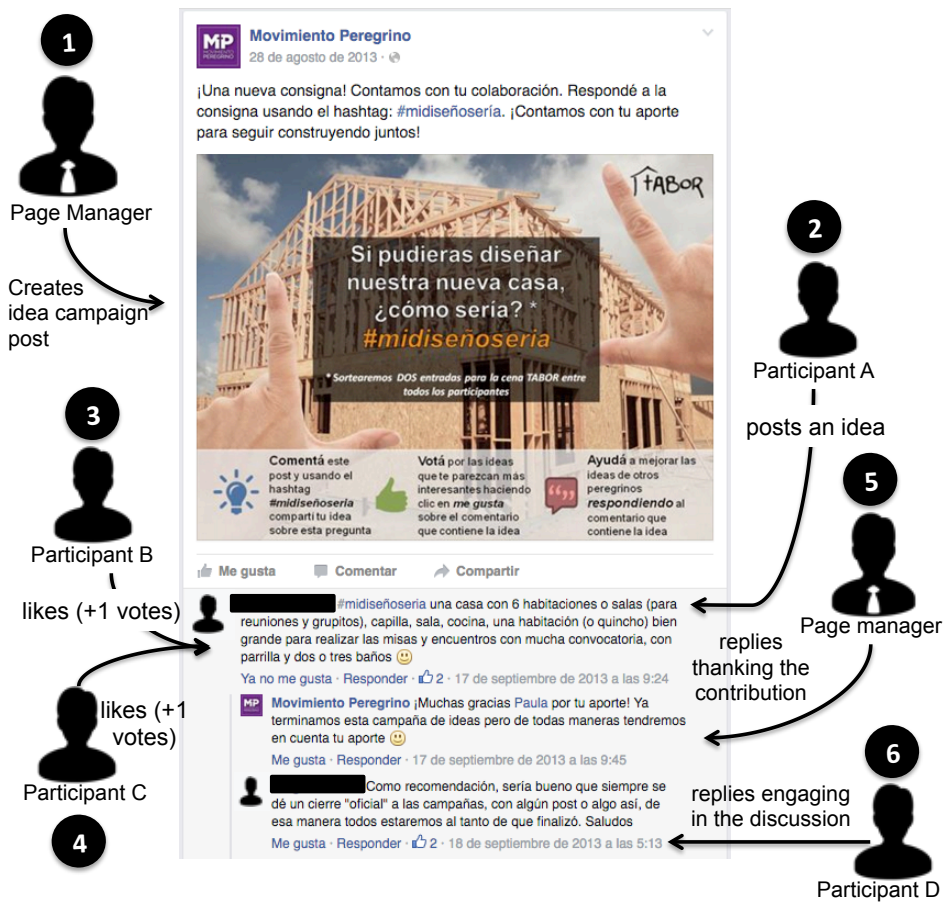 1
Page Manager
Creates
idea campaign
post
MP
MOVIMIENTO
PEREGRINO
Movimiento Peregrino
28 de agosto de 2013 ·
¡Una nueva consigna! Contamos con tu colaboración. Respondé a la
consigna usando el hashtag: #midiseñosería. ¡Contamos con tu aporte
para seguir construyendo juntos!
TABOR
Si pudieras diseñar
nuestra nueva casa,
¿cómo sería? *
#midiseñoseria
* Sortearemos DOS entradas para la cena TABOR entre
todos los participantes
Comentá este
post y usando el
hashtag
#midiseñoseria
compartí tu idea
sobre esta pregunta
Votá por las ideas
que te parezcan más
interesantes haciendo
clic en me gusta
sobre el comentario
que contiene la idea
Ayudá a mejorar las
ideas de otros
peregrinos
respondiendo al
comentario que
contiene la idea
Me gusta Comentar Compartir
2
Participant A
posts an idea
3
Participant B
likes (+1 votes)
likes (+1
votes)
Participant C
4
#midiseñoseria una casa con 6 habitaciones o salas (para
reuniones y grupitos), capilla, sala, cocina, una habitación (o quincho) bien
grande para realizar las misas y encuentros con mucha convocatoria, con
parrilla y dos o tres baños
Ya no me gusta · Responder · 2 · 17 de septiembre de 2013 a las 9:24
MP
Movimiento Peregrino ¡Muchas gracias Paula por tu aporte! Ya
terminamos esta campaña de ideas pero de todas maneras tendremos
en cuenta tu aporte
Me gusta · Responder · 17 de septiembre de 2013 a las 9:45
Como recomendación, sería bueno que siempre se
dé un cierre "oficial" a las campañas, con algún post o algo así, de
esa manera todos estaremos al tanto de que finalizó. Saludos
Me gusta · Responder · 2 · 18 de septiembre de 2013 a las 5:13
5
Page manager
replies
thanking the
contribution
6
replies engaging
in the discussion
Participant D